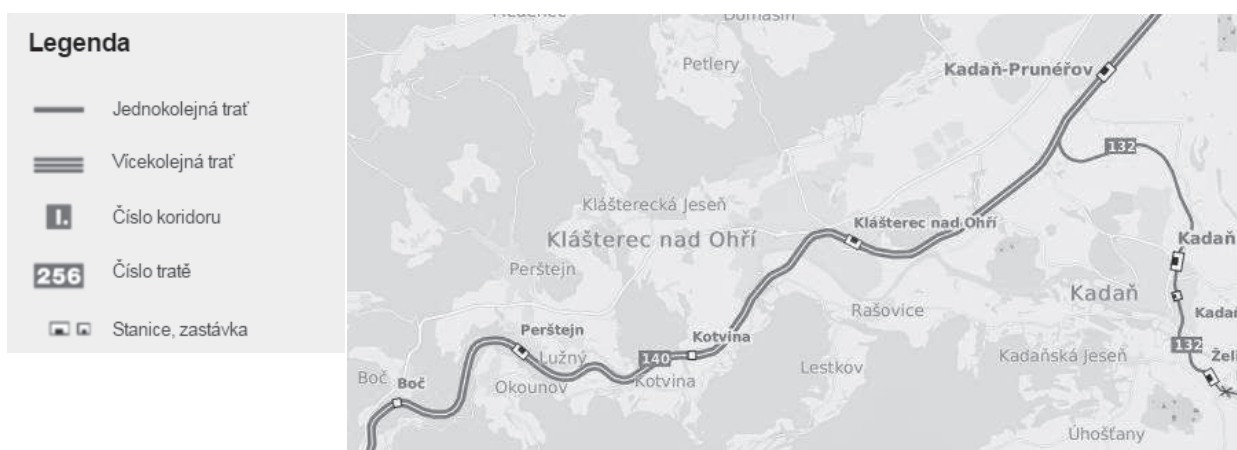 Legenda
Jednokolejná trať
Vícekolejná trať
I.
Číslo koridoru
256
Číslo tratě
Stanice, zastávka
Petlery
Kadaň-Prunéřov
132
Klášterecká Jeseň
Klášterec nad Ohří
Klášterec nad Ohří
Kadaň
Perštejn
Kadaň
Rašovice
Kadaň
Perštejn
Kotvina
132
Lužný
140
Kadaňská Jeseň
Boč
Boč
Okounov
Kotvina
Lestkov
Úhošťany